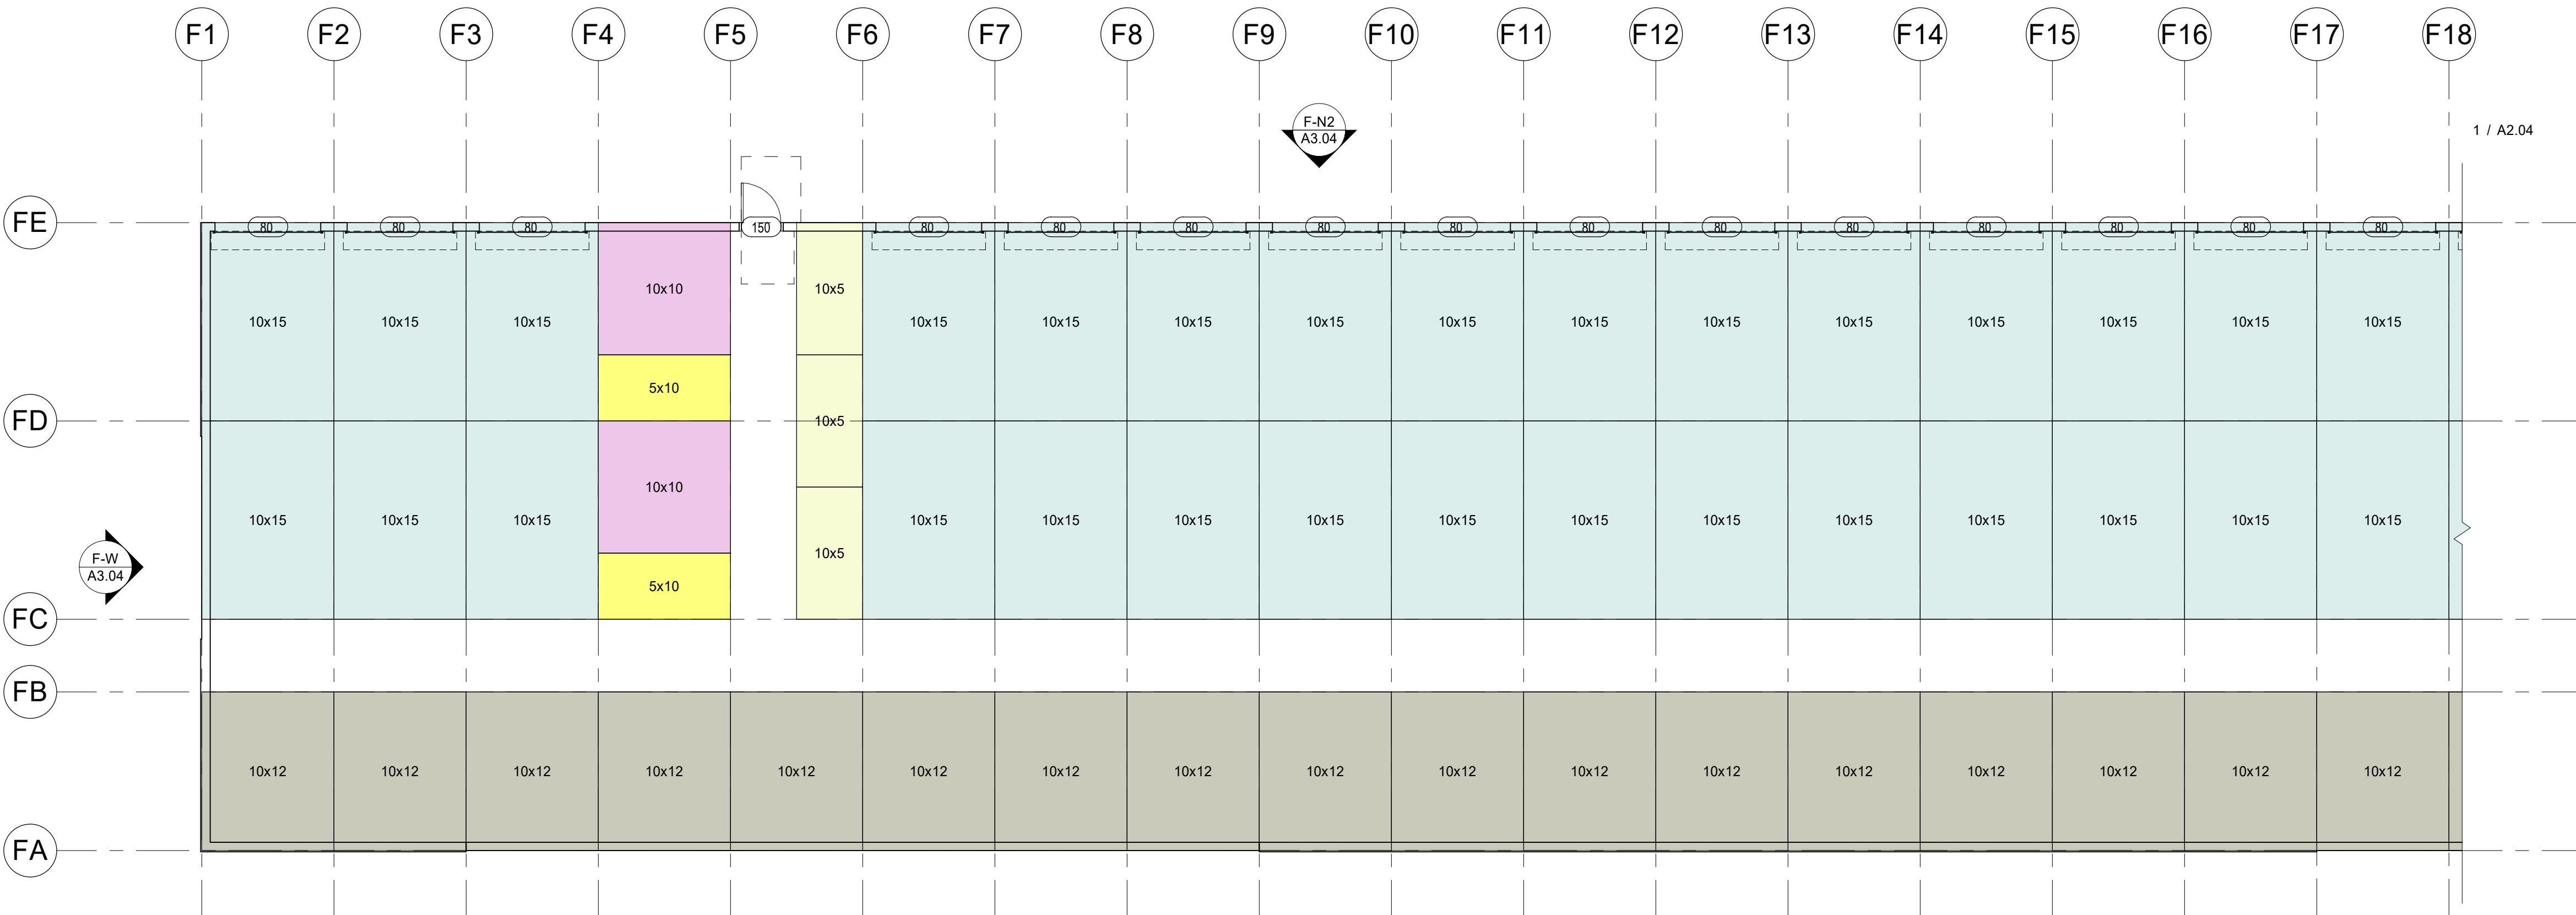 F1 F2 F3 F4 F5 F6 F7 F8 F9 F10 F11 F12 F13 F14 F15 F16 F17 F18
F-N2
A3.04
1 / A2.04
FE
80 80 80 150 80 80 80 80 80 80 80 80 80 80 80 80
10x10 10x5
10x15 10x15 10x15 10x15 10x15 10x15 10x15 10x15 10x15 10x15 10x15 10x15 10x15 10x15 10x15
5x10
FD
10x5
10x10
10x15 10x15 10x15 10x15 10x15 10x15 10x15 10x15 10x15 10x15 10x15 10x15 10x15 10x15 10x15
10x5
F-W
A3.04
5x10
FC
FB
10x12 10x12 10x12 10x12 10x12 10x12 10x12 10x12 10x12 10x12 10x12 10x12 10x12 10x12 10x12 10x12 10x12
FA